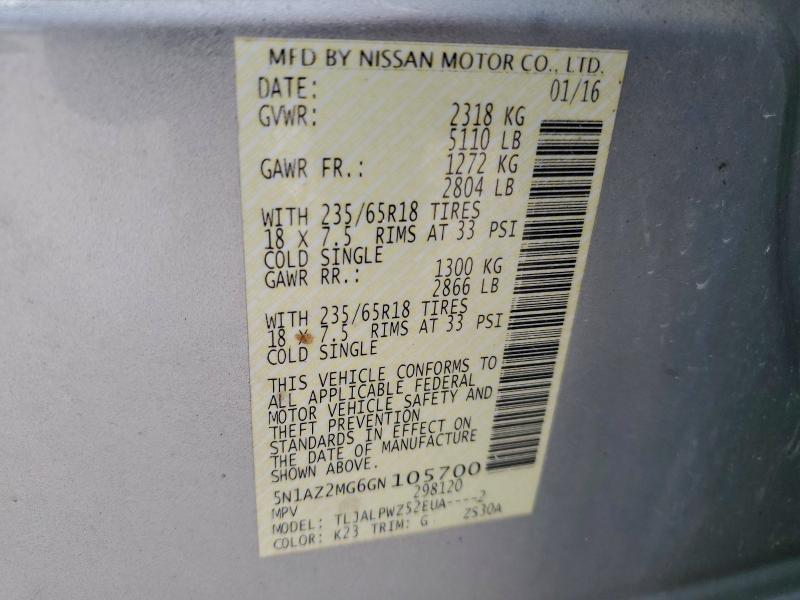 MFD BY NISSAN MOTOR CO., LTD.
DATE: 01/16
GVWR: 2318 KG
5110 LB
GAWR FR.: 1272 KG
2804 LB
WITH 235/65R18 TIRES
18 X 7.5 RIMS AT 33 PSI
COLD SINGLE
GAWR RR.: 1300 KG
2866 LB
WITH 235/65R18 TIRES
18 X 7.5 RIMS AT 33 PSI
COLD SINGLE
THIS VEHICLE CONFORMS TO
ALL APPLICABLE FEDERAL
MOTOR VEHICLE SAFETY AND
THEFT PREVENTION
STANDARDS IN EFFECT ON
THE DATE OF MANUFACTURE
SHOWN ABOVE.
5N1AZ2MG6GN105700
MPV 298120
MODEL: TLJALPWZ52EUA----2
COLOR: K23 TRIM: G ZS30A